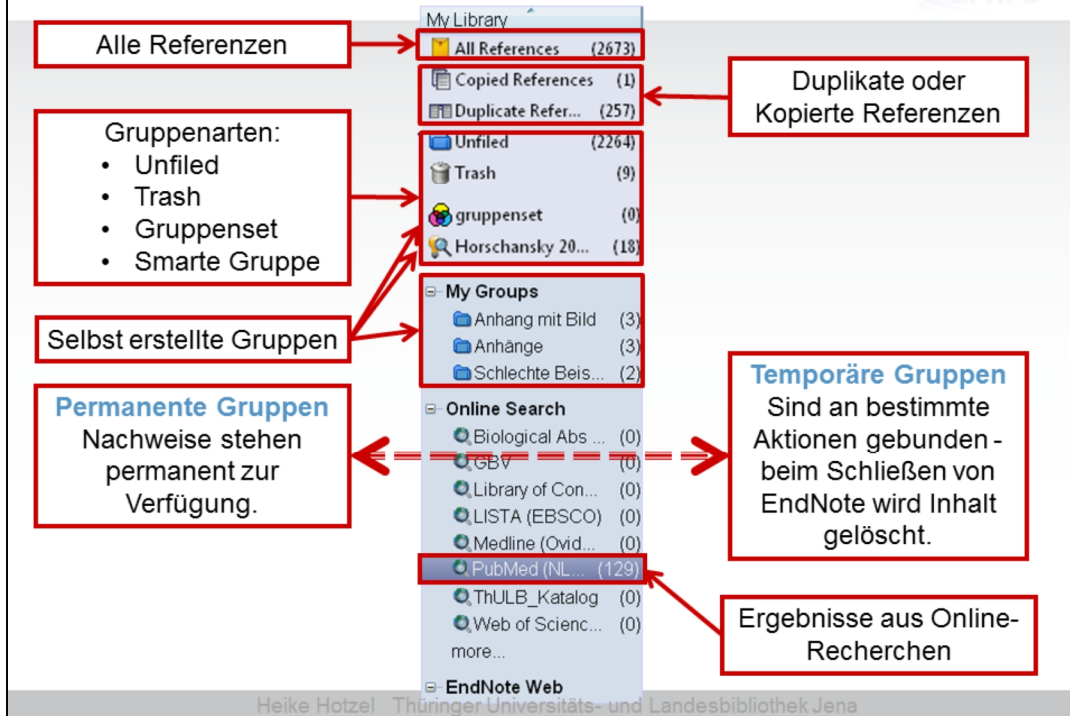 My Library
Alle Referenzen
All References (2673)
Copied References (1)
Duplicate Refer... (257)
Duplikate oder
Kopierte Referenzen
Gruppenarten:
• Unfiled
• Trash
• Gruppenset
• Smarte Gruppe
Unfiled (2264)
Trash (9)
gruppenset (0)
Horschansky 20... (18)
Selbst erstellte Gruppen
My Groups
Anhang mit Bild (3)
Anhänge (3)
Schlechte Beis... (2)
Permanente Gruppen
Nachweise stehen
permanent zur
Verfügung.
Online Search
Biological Abs ... (0)
GBV (0)
Library of Con... (0)
LISTA (EBSCO) (0)
Medline (Ovid... (0)
PubMed (NL... (129)
ThULB_Katalog (0)
Web of Scienc... (0)
more...
EndNote Web
Temporäre Gruppen
Sind an bestimmte
Aktionen gebunden -
beim Schließen von
EndNote wird Inhalt
gelöscht.
Ergebnisse aus Online-
Recherchen
Heike Hotzel Thüringer Universitäts- und Landesbibliothek Jena